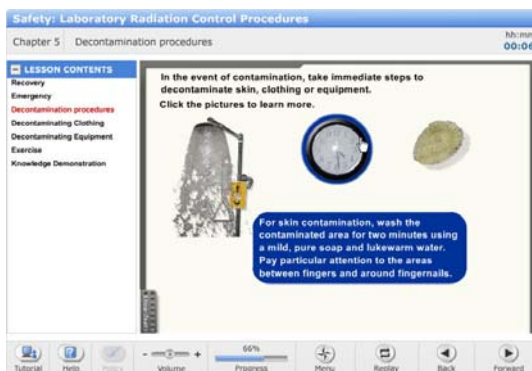 Safety: Laboratory Radiation Control Procedures
Chapter 5 Decontamination procedures
hh:mm
00:06
LESSON CONTENTS
Recovery
Emergency
Decontamination procedures
Decontaminating Clothing
Decontaminating Equipment
Exercise
Knowledge Demonstration
In the event of contamination, take immediate steps to
decontaminate skin, clothing or equipment.
Click the pictures to learn more.
For skin contamination, wash the
contaminated area for two minutes using
a mild, pure soap and lukewarm water.
Pay particular attention to the areas
between fingers and around fingernails.
66%
Tutorial Help Policy - Volume + Progress Menu Replay Back Forward